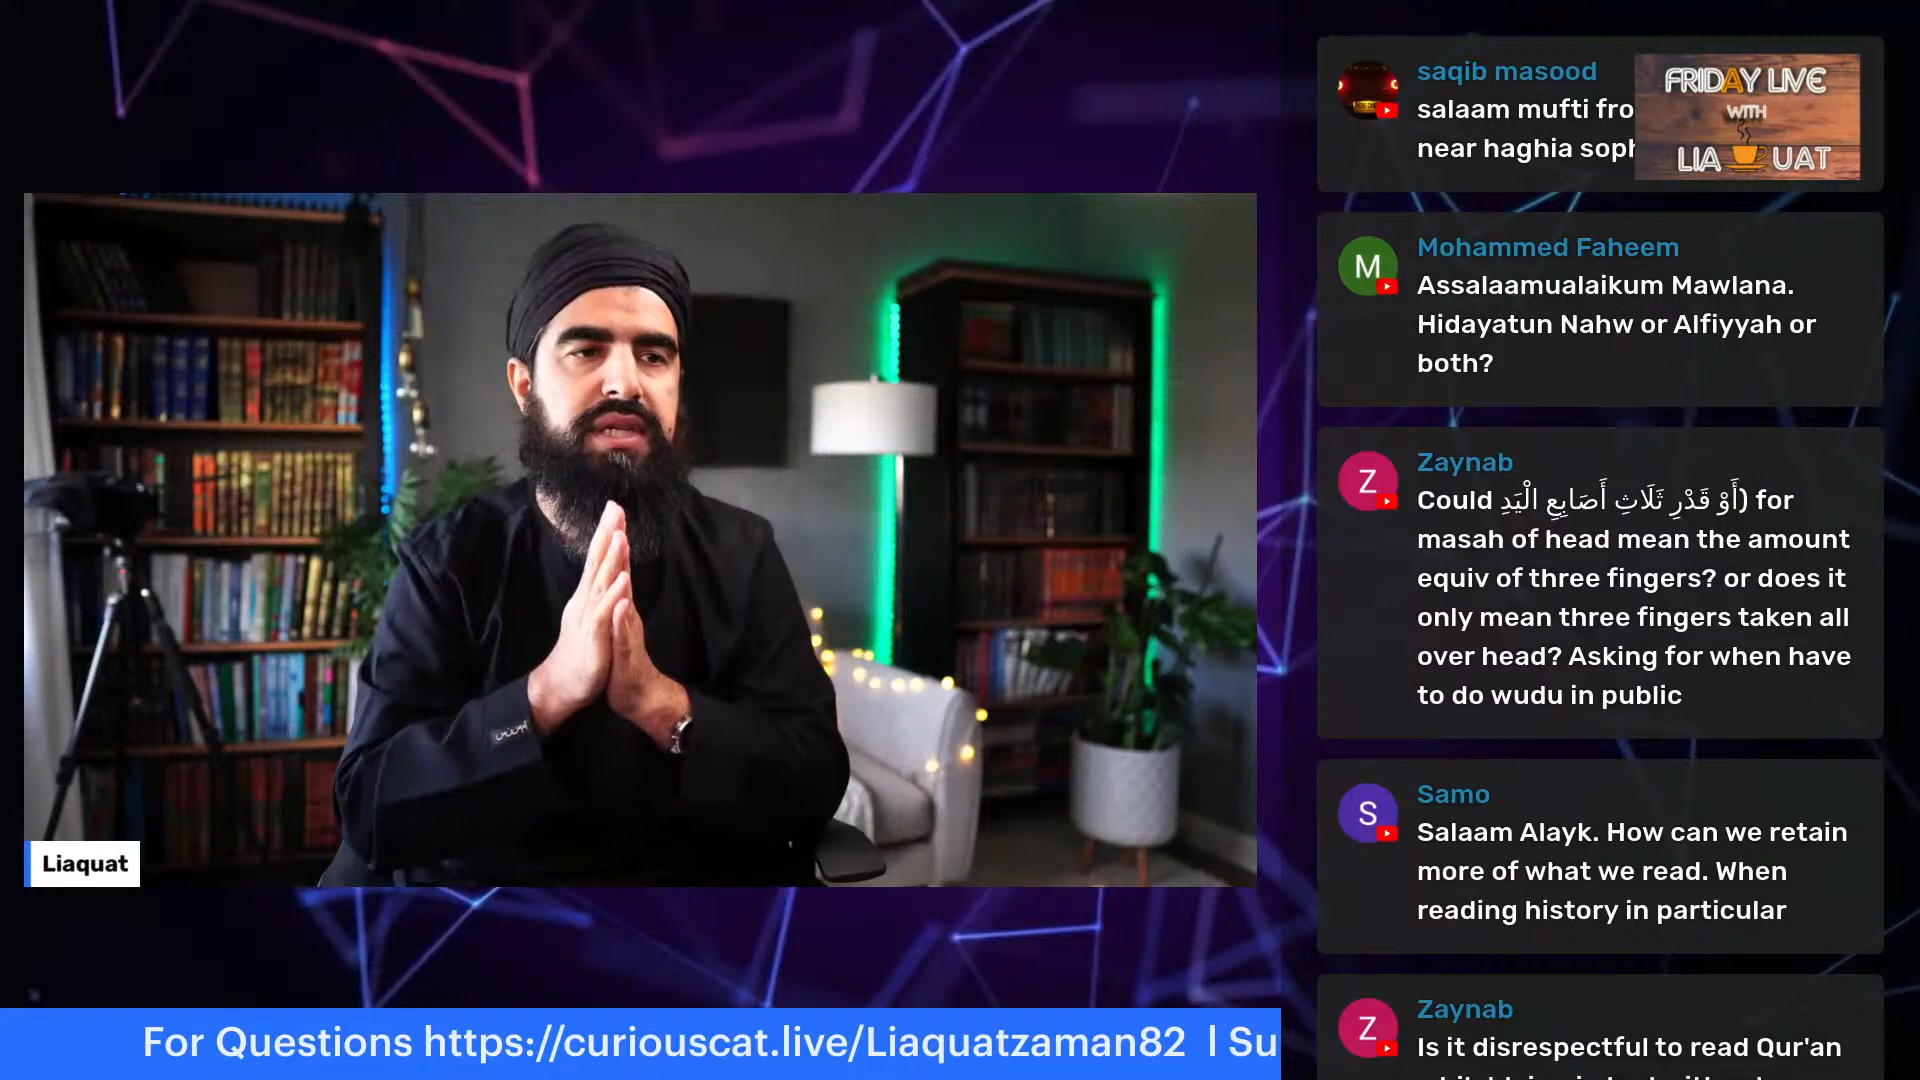 saqib masood
salaam mufti fro
near haghia soph
FRIDAY LIVE
WITH
LIA UAT
Mohammed Faheem
Assalaamualaikum Mawlana.
Hidayatun Nahw or Alfiyyah or
both?
Zaynab
Could أَوْ قَدْرِ ثَلَاثِ أَصَابِعِ الْيَدِ) for
masah of head mean the amount
equiv of three fingers? or does it
only mean three fingers taken all
over head? Asking for when have
to do wudu in public
Samo
Salaam Alayk. How can we retain
more of what we read. When
reading history in particular
Zaynab
Is it disrespectful to read Qur'an
Liaquat
For Questions https://curiouscat.live/Liaquatzaman82 | Su
M
Z
S
Z